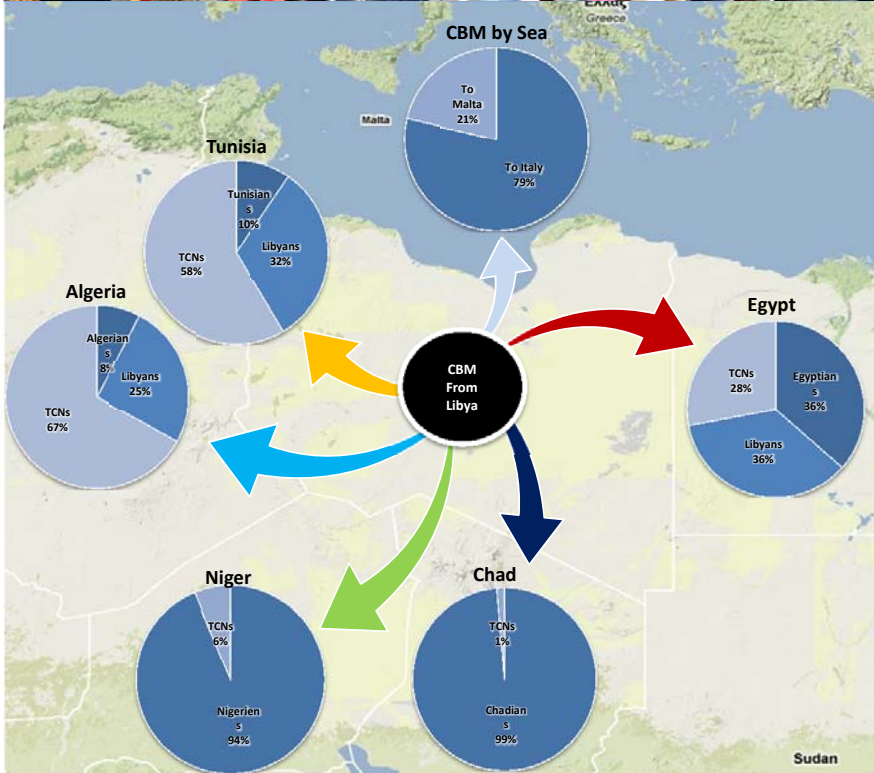 Ελλάς
Greece
CBM by Sea
To
Malta
21%
To Italy
79%
Malta
Tunisia
Tunisian
s
10%
Libyans
32%
TCNs
58%
Algeria
Algerian
s
8%
Libyans
25%
TCNs
67%
CBM
From
Libya
Egypt
TCNs
28%
Egyptian
s
36%
Libyans
36%
Niger
TCNs
6%
Nigerien
s
94%
Chad
TCNs
1%
Chadian
s
99%
Sudan